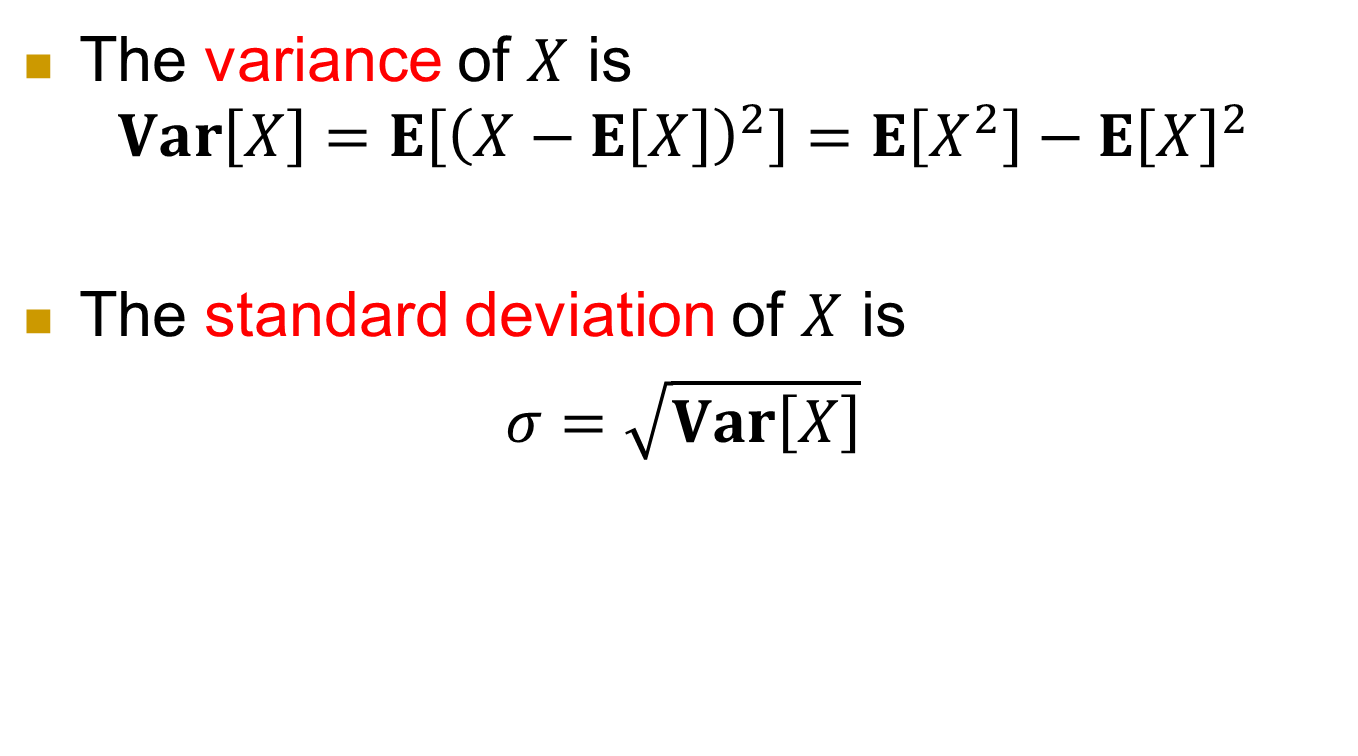 ■ The variance of 𝑋 is
𝐕𝐚𝐫[𝑋] = 𝐄[(𝑋 − 𝐄[𝑋])²] = 𝐄[𝑋²] − 𝐄[𝑋]²
■ The standard deviation of 𝑋 is
𝜎 = √𝐕𝐚𝐫[𝑋]